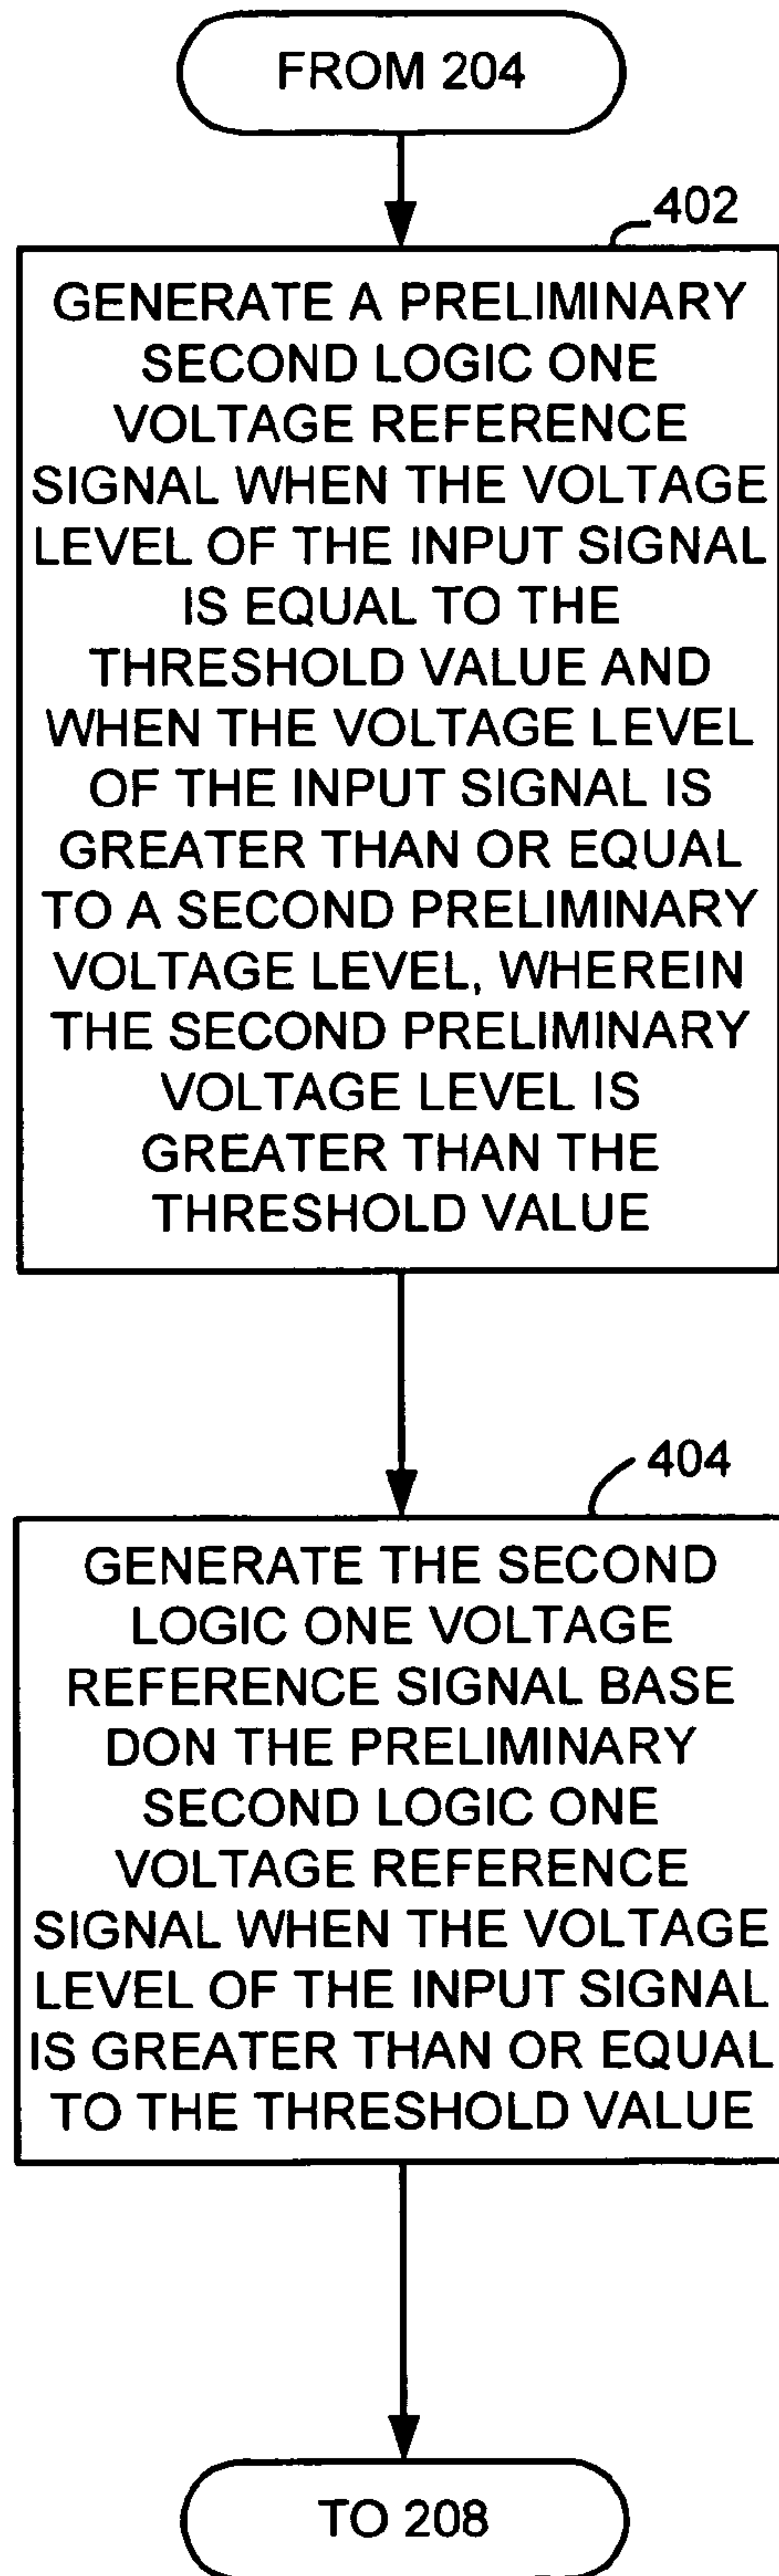 FROM 204
402
GENERATE A PRELIMINARY
SECOND LOGIC ONE
VOLTAGE REFERENCE
SIGNAL WHEN THE VOLTAGE
LEVEL OF THE INPUT SIGNAL
IS EQUAL TO THE
THRESHOLD VALUE AND
WHEN THE VOLTAGE LEVEL
OF THE INPUT SIGNAL IS
GREATER THAN OR EQUAL
TO A SECOND PRELIMINARY
VOLTAGE LEVEL, WHEREIN
THE SECOND PRELIMINARY
VOLTAGE LEVEL IS
GREATER THAN THE
THRESHOLD VALUE
404
GENERATE THE SECOND
LOGIC ONE VOLTAGE
REFERENCE SIGNAL BASE
DON THE PRELIMINARY
SECOND LOGIC ONE
VOLTAGE REFERENCE
SIGNAL WHEN THE VOLTAGE
LEVEL OF THE INPUT SIGNAL
IS GREATER THAN OR EQUAL
TO THE THRESHOLD VALUE
TO 208